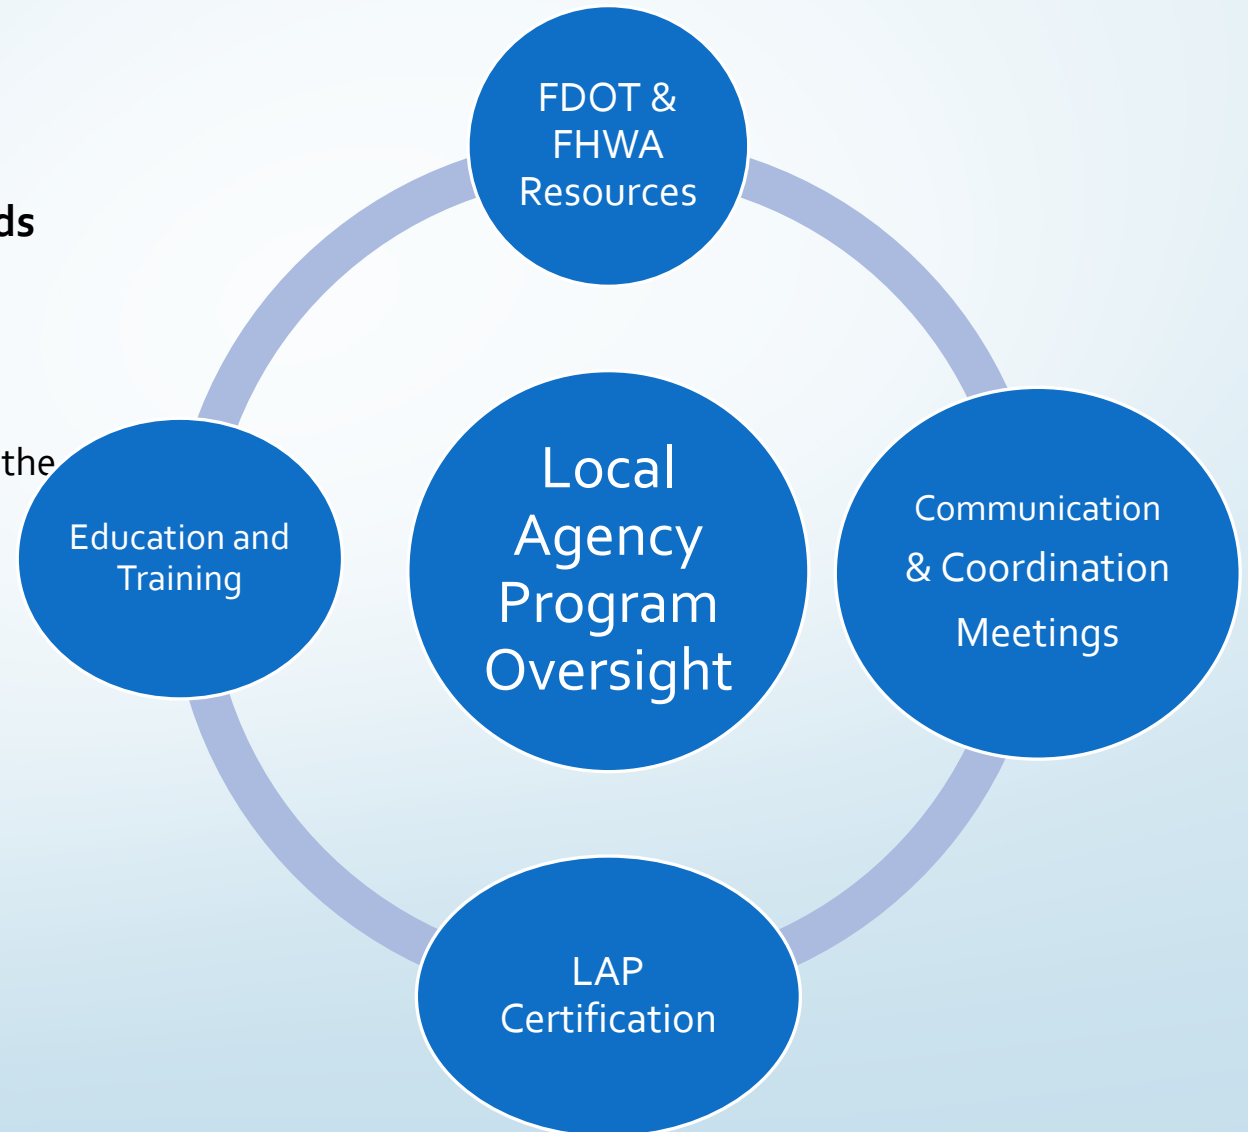 FDOT &
FHWA
Resources
ds
the
Education and
Training
Local
Agency
Program
Oversight
Communication
& Coordination
Meetings
LAP
Certification